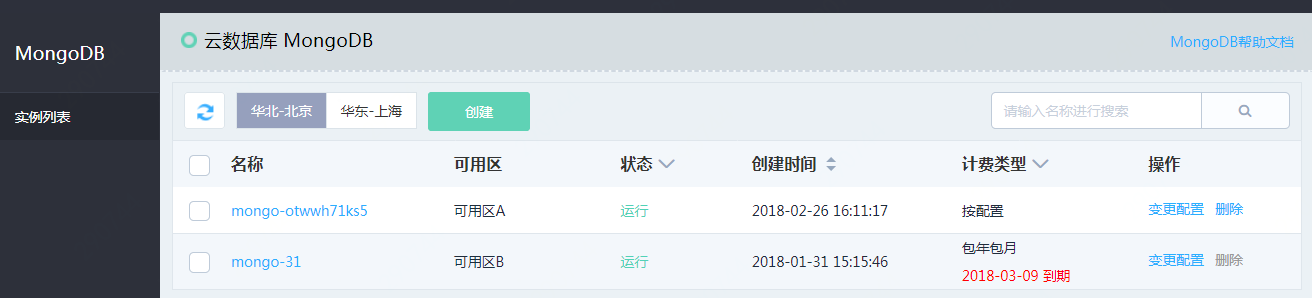 MongoDB
实例列表
云数据库 MongoDB
MongoDB帮助文档
华北-北京 华东-上海 创建 请输入名称进行搜索
名称 可用区 状态 创建时间 计费类型 操作
mongo-otwwh71ks5 可用区A 运行 2018-02-26 16:11:17 按配置 变更配置 删除
mongo-31 可用区B 运行 2018-01-31 15:15:46 包年包月 变更配置 删除
2018-03-09 到期